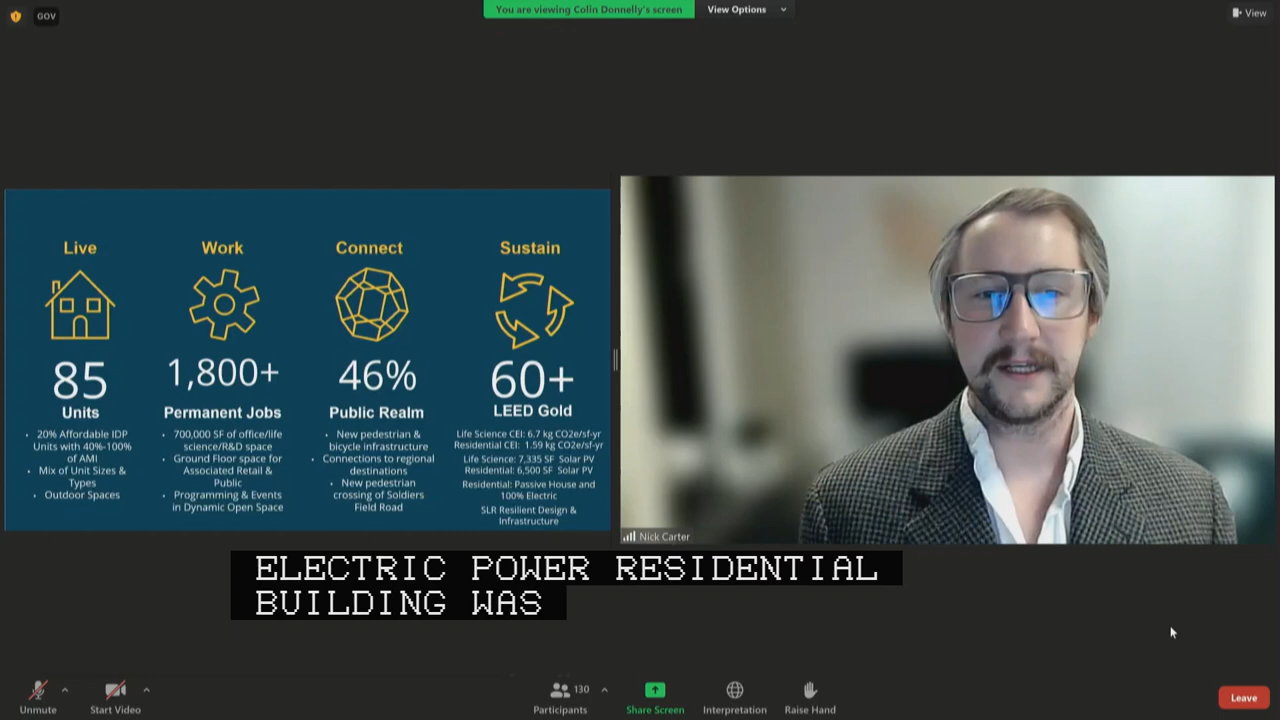 GOV
You are viewing Colin Donnelly's screen
View Options
View
Live
Work
Connect
Sustain
85
1,800+
46%
60+
Units
Permanent Jobs
Public Realm
LEED Gold
• 20% Affordable IDP
Units with 40%-100%
of AMI
• Mix of Unit Sizes &
Types
• Outdoor Spaces
• 700,000 SF of office/life
science/R&D space
• Ground Floor space for
Associated Retail &
Public
• Programming & Events
in Dynamic Open Space
• New pedestrian &
bicycle infrastructure
• Connections to regional
destinations
• New pedestrian
crossing of Soldiers
Field Road
Life Science CEI: 6.7 kg CO2e/sf-yr
Residential CEI: 1.59 kg CO2e/sf-yr
Life Science: 7,335 SF Solar PV
Residential: 6,500 SF Solar PV
Residential: Passive House and
100% Electric
SLR Resilient Design &
Infrastructure
Nick Carter
ELECTRIC POWER RESIDENTIAL
BUILDING WAS
Unmute
Start Video
130
Participants
Share Screen
Interpretation
Raise Hand
Leave